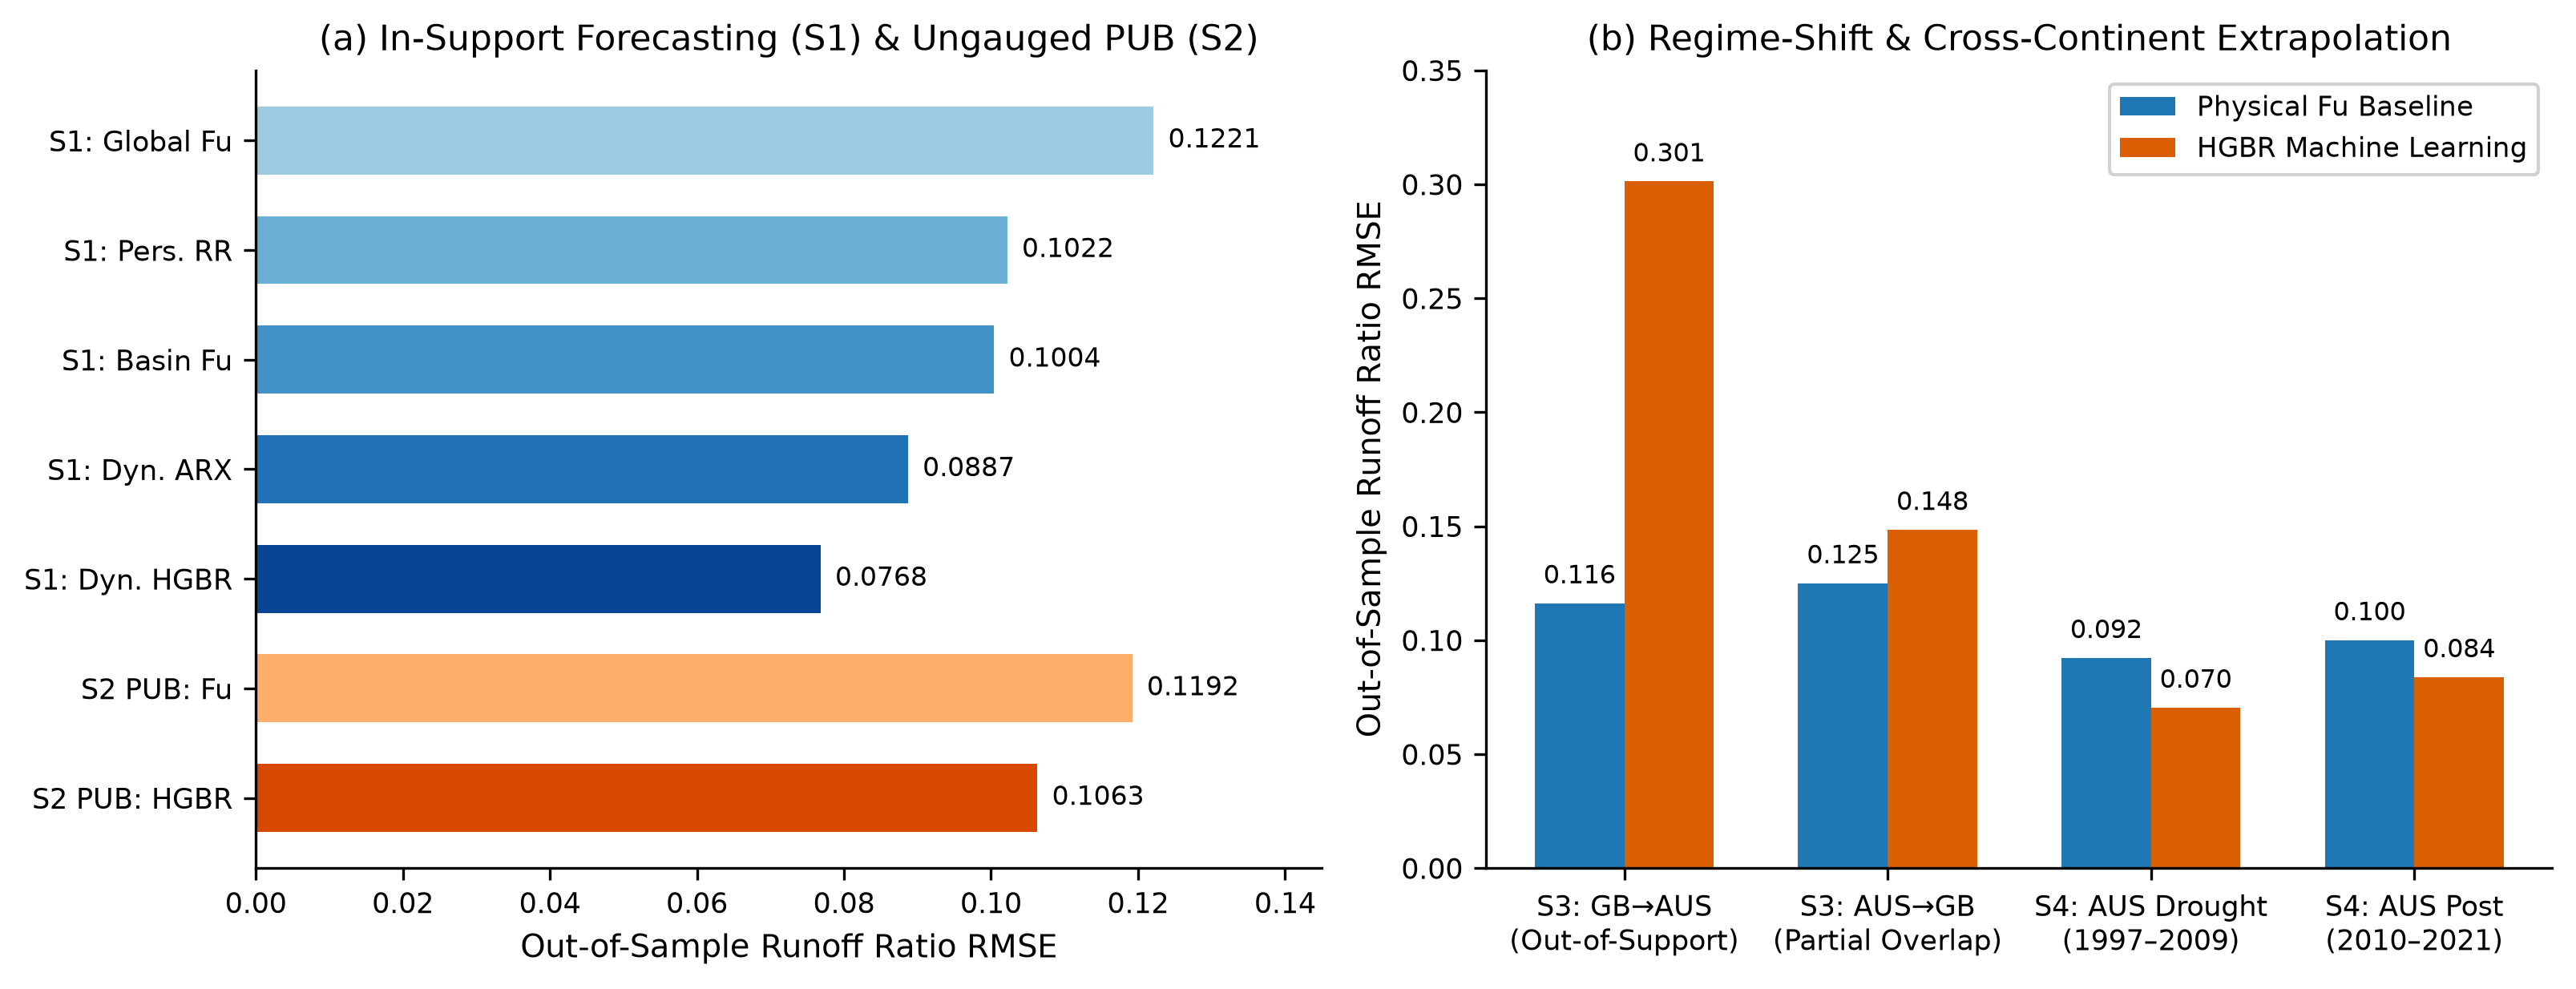 (a) In-Support Forecasting (S1) & Ungauged PUB (S2)
S1: Global Fu
0.1221
S1: Pers. RR
0.1022
S1: Basin Fu
0.1004
S1: Dyn. ARX
0.0887
S1: Dyn. HGBR
0.0768
S2 PUB: Fu
0.1192
S2 PUB: HGBR
0.1063
0.00 0.02 0.04 0.06 0.08 0.10 0.12 0.14
Out-of-Sample Runoff Ratio RMSE
(b) Regime-Shift & Cross-Continent Extrapolation
Physical Fu Baseline
HGBR Machine Learning
Out-of-Sample Runoff Ratio RMSE
0.35
0.30
0.25
0.20
0.15
0.10
0.05
0.00
0.116
0.301
0.125
0.148
0.092
0.070
0.100
0.084
S3: GB→AUS
(Out-of-Support)
S3: AUS→GB
(Partial Overlap)
S4: AUS Drought
(1997–2009)
S4: AUS Post
(2010–2021)